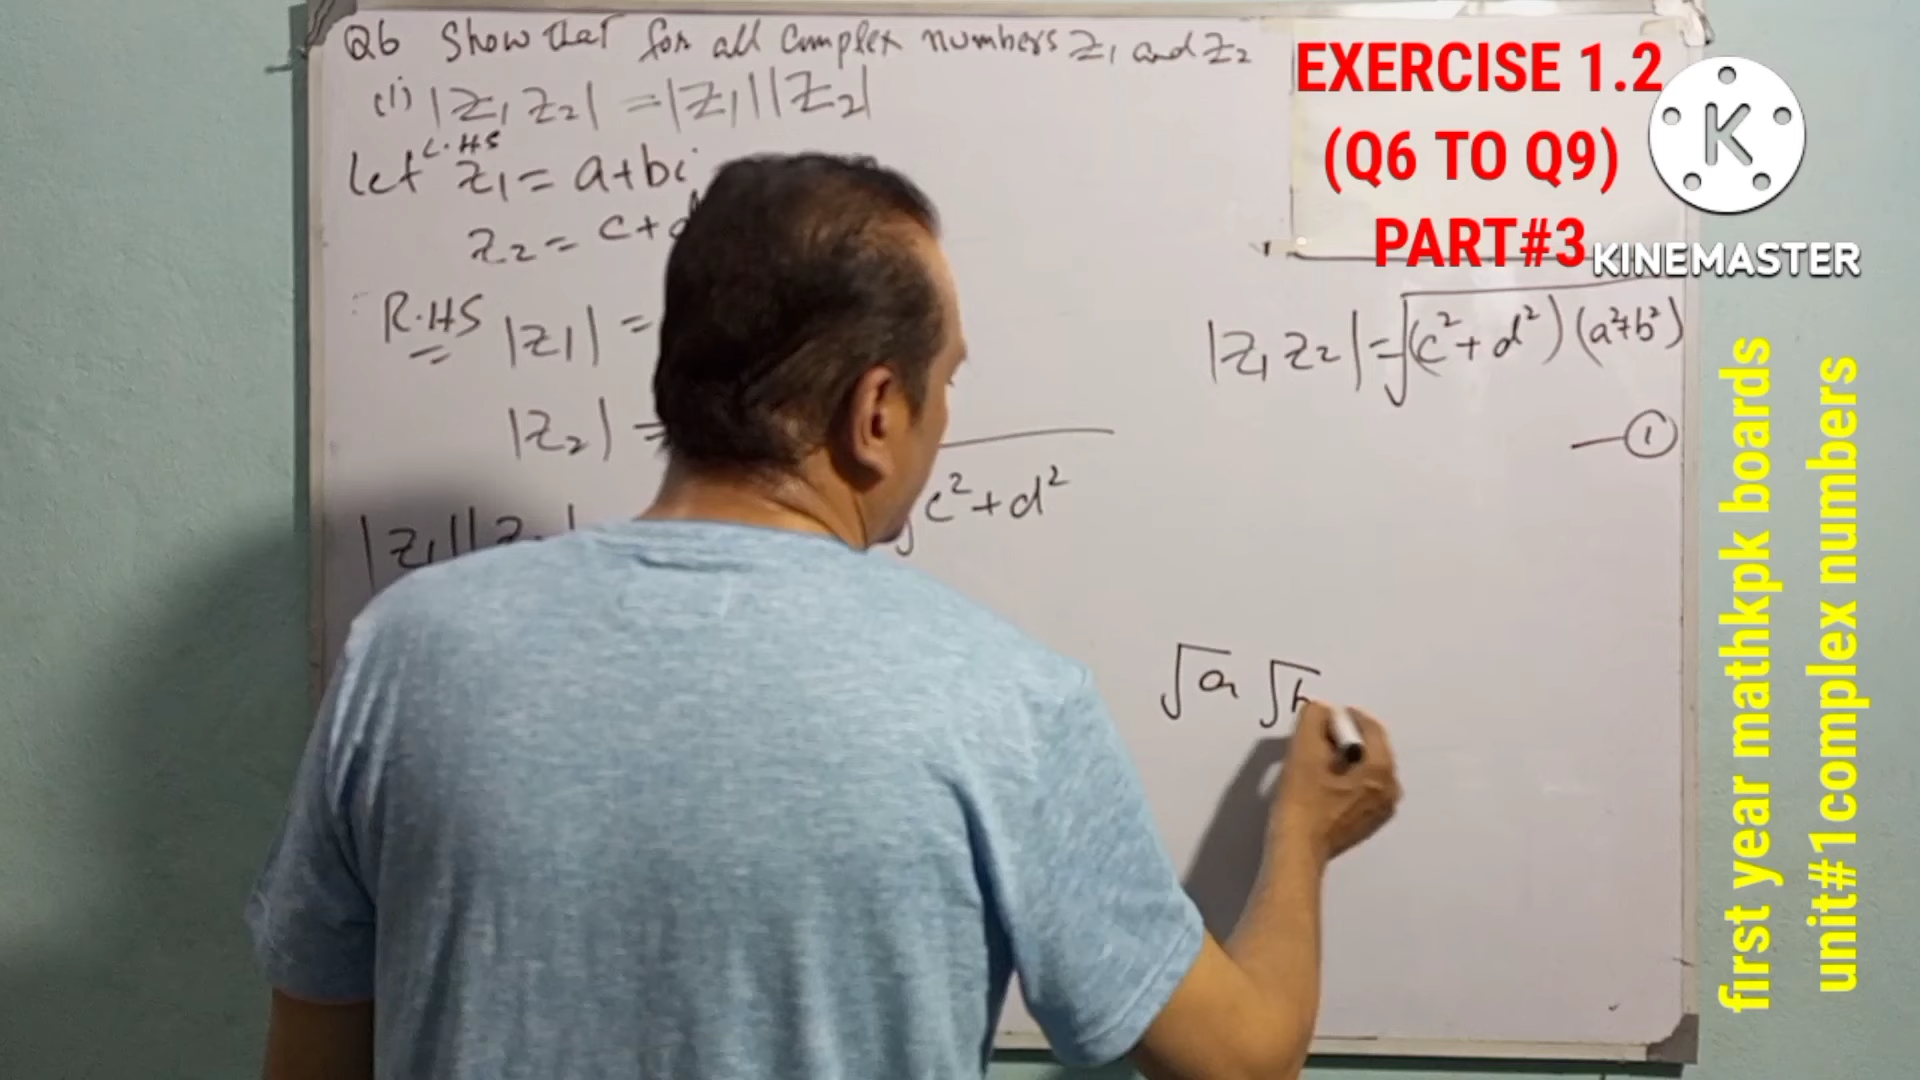 Q6 Show that for all Complex numbers z₁ and z₂
(i) |z₁ z₂| = |z₁| |z₂|
L.HS
Let z₁ = a+bi
z₂ = c+d
R.HS |z₁| =
|z₂| =
|z₁||z₂|
√c²+d²
|z₁ z₂| = √(c²+d²)(a²+b²)
— ①
√a √b
EXERCISE 1.2
(Q6 TO Q9)
PART#3
K
KINEMASTER
first year mathkpk boards
unit#1complex numbers